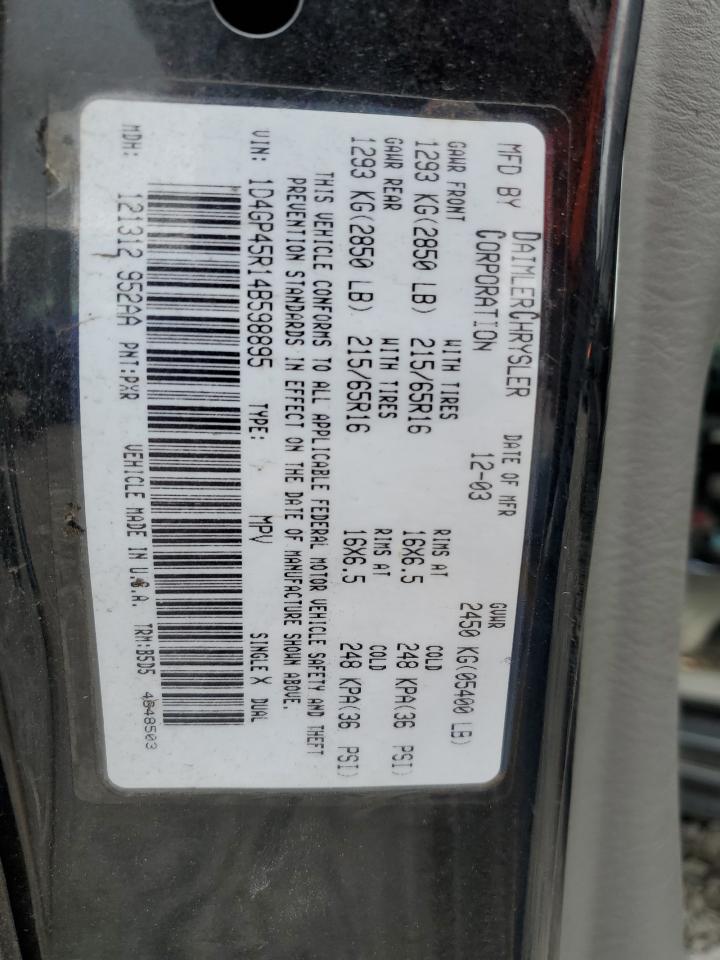 MFD BY DAIMLERCHRYSLER CORPORATION
DATE OF MFR 12-03
GVWR 2450 KG(05400 LB)
GAWR FRONT WITH TIRES RIMS AT COLD
1293 KG(2850 LB) 215/65R16 16X6.5 248 KPA(36 PSI)
GAWR REAR WITH TIRES RIMS AT COLD
1293 KG(2850 LB) 215/65R16 16X6.5 248 KPA(36 PSI)
THIS VEHICLE CONFORMS TO ALL APPLICABLE FEDERAL MOTOR VEHICLE SAFETY AND THEFT
PREVENTION STANDARDS IN EFFECT ON THE DATE OF MANUFACTURE SHOWN ABOVE.
VIN: 1D4GP45R14B598895 TYPE: MPV SINGLE X DUAL
MDH: 121312 952AA PNT:PXR VEHICLE MADE IN U.S.A. TRM:B5D5 4648503